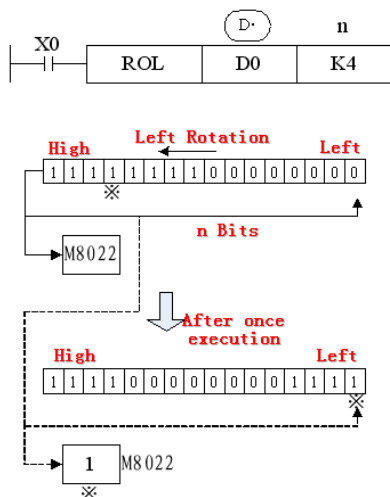 D· n
X0
ROL D0 K4
Left Rotation
High Left
1 1 1 1 1 1 1 1 0 0 0 0 0 0 0 0
※
n Bits
M8022
After once
execution
High Left
1 1 1 1 0 0 0 0 0 0 0 0 1 1 1 1
※
1 M8022
※